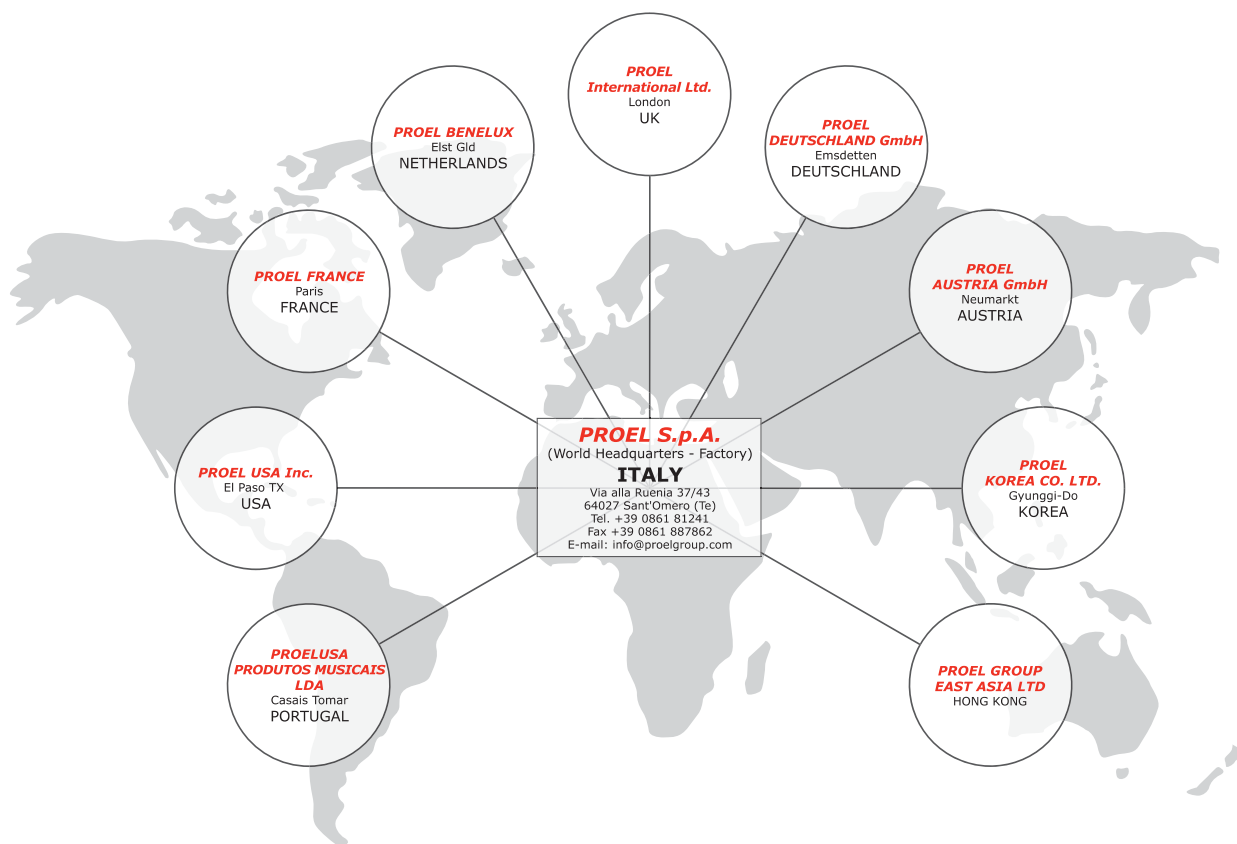 PROEL
International Ltd.
London
UK
PROEL BENELUX
Elst Gld
NETHERLANDS
PROEL
DEUTSCHLAND GmbH
Emsdetten
DEUTSCHLAND
PROEL FRANCE
Paris
FRANCE
PROEL
AUSTRIA GmbH
Neumarkt
AUSTRIA
PROEL S.p.A.
(World Headquarters - Factory)
ITALY
Via alla Ruenia 37/43
64027 Sant'Omero (Te)
Tel. +39 0861 81241
Fax +39 0861 887862
E-mail: info@proelgroup.com
PROEL USA Inc.
El Paso TX
USA
PROEL
KOREA CO. LTD.
Gyunggi-Do
KOREA
PROELUSA
PRODUTOS MUSICAIS
LDA
Casais Tomar
PORTUGAL
PROEL GROUP
EAST ASIA LTD
HONG KONG